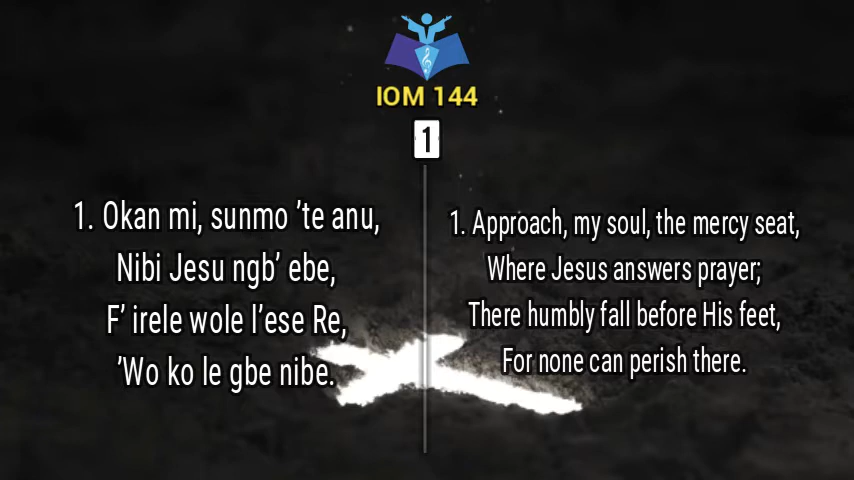 IOM 144
1
1. Okan mi, sunmo ’te anu,
Nibi Jesu ngb’ ebe,
F’ irele wole l’ese Re,
’Wo ko le gbe nibe.
1. Approach, my soul, the mercy seat,
Where Jesus answers prayer;
There humbly fall before His feet,
For none can perish there.